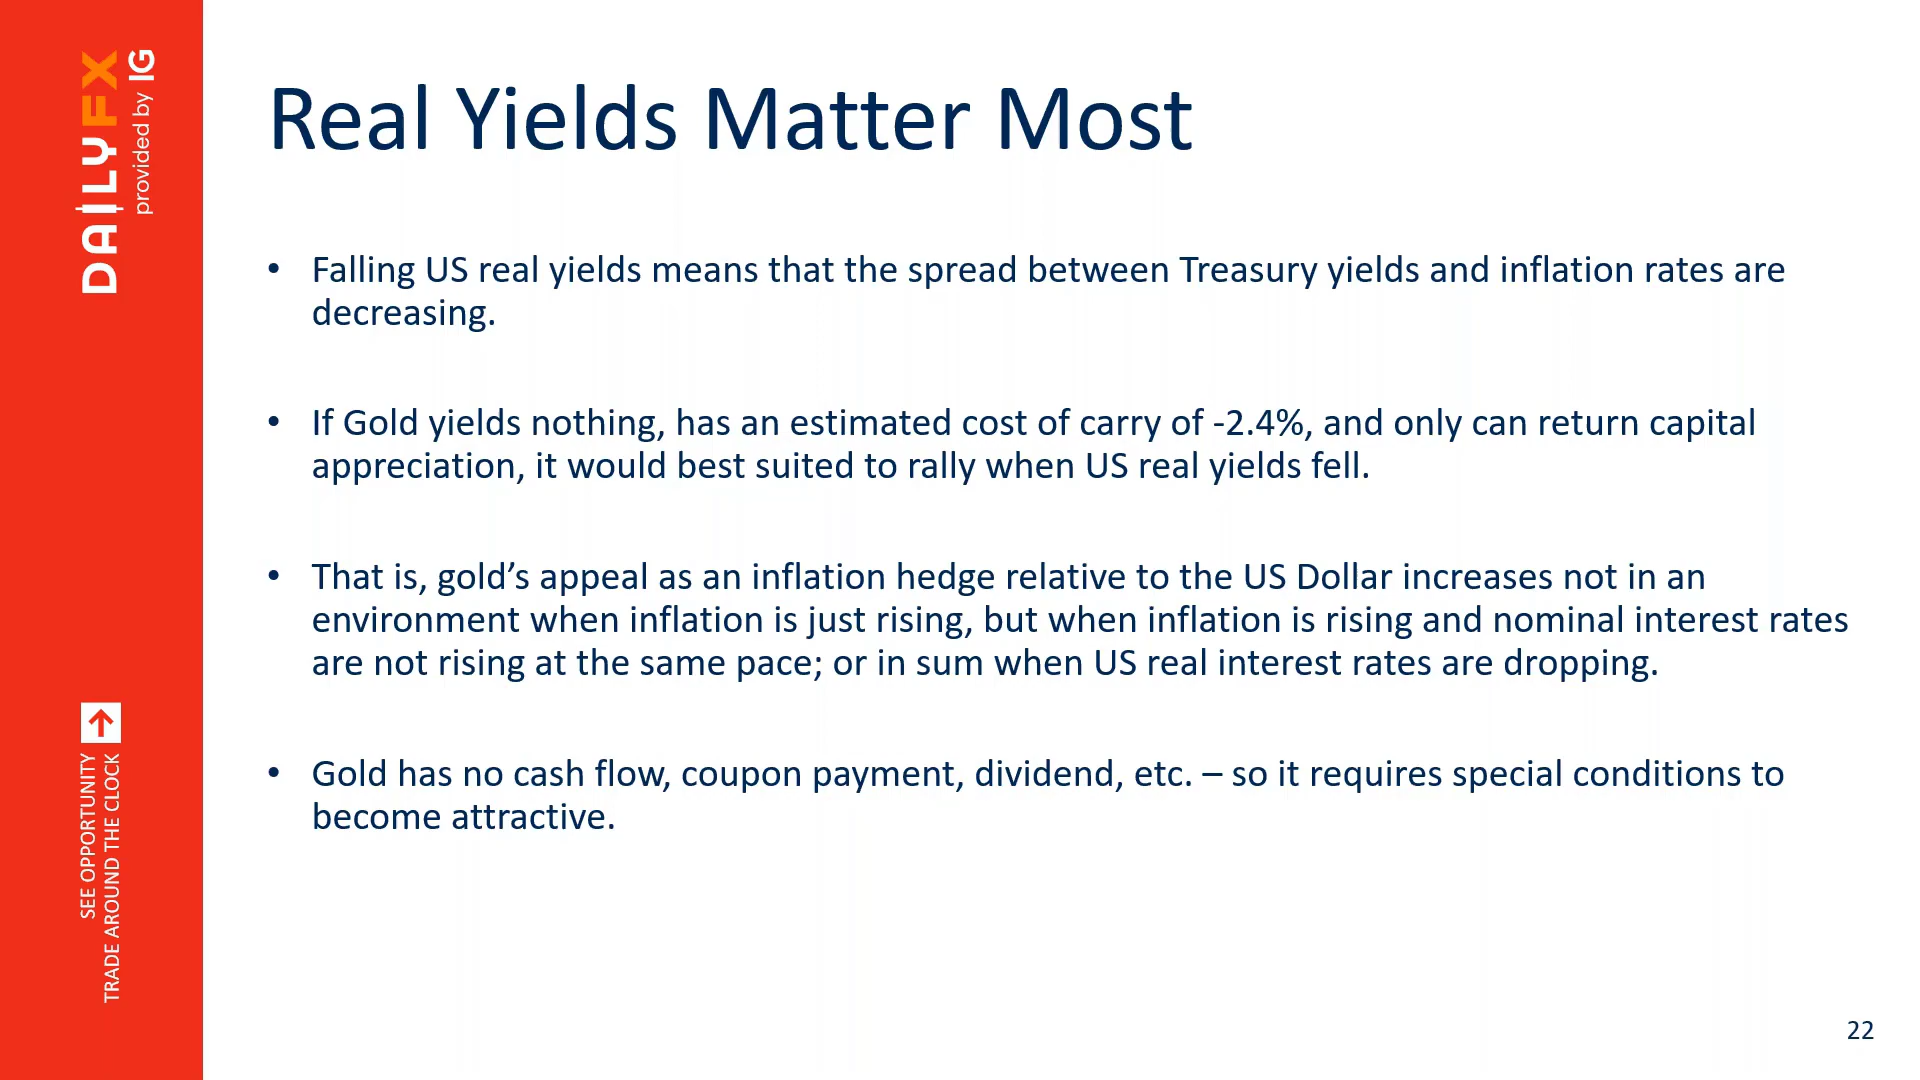 DAILYFX
provided by IG
SEE OPPORTUNITY
TRADE AROUND THE CLOCK
Real Yields Matter Most
• Falling US real yields means that the spread between Treasury yields and inflation rates are
decreasing.
• If Gold yields nothing, has an estimated cost of carry of -2.4%, and only can return capital
appreciation, it would best suited to rally when US real yields fell.
• That is, gold’s appeal as an inflation hedge relative to the US Dollar increases not in an
environment when inflation is just rising, but when inflation is rising and nominal interest rates
are not rising at the same pace; or in sum when US real interest rates are dropping.
• Gold has no cash flow, coupon payment, dividend, etc. – so it requires special conditions to
become attractive.
22